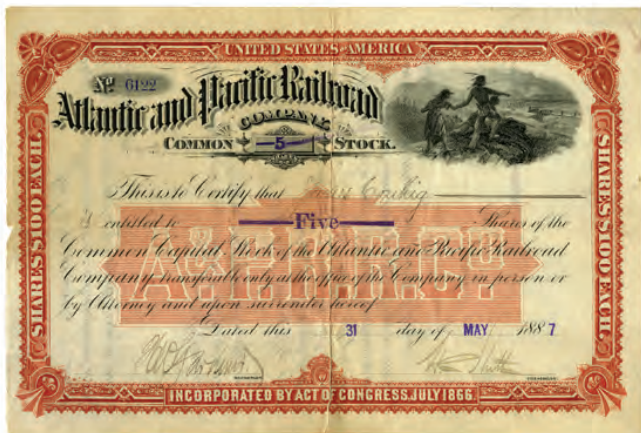 UNITED STATES OF AMERICA
No 6122
Atlantic and Pacific Railroad
COMPANY
COMMON 5 STOCK.
SHARES $100 EACH.
SHARES $100 EACH.
This is to Certify that
is entitled to Five Shares of the
Common Capital Stock of the Atlantic and Pacific Railroad
Company transferable only at the office of the Company in person or
by Attorney and upon surrender hereof
Dated this 31 day of MAY 1887
INCORPORATED BY ACT OF CONGRESS, JULY 1866